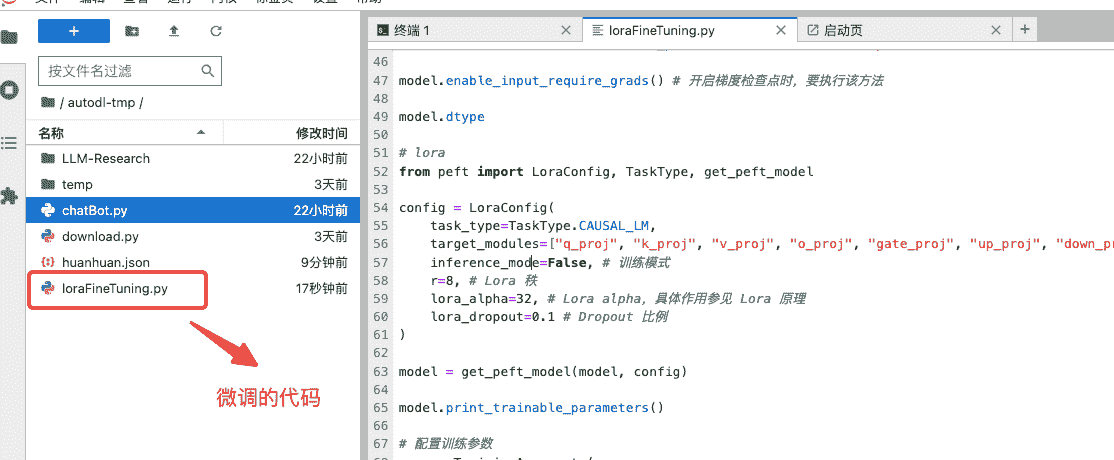 终端 1
loraFineTuning.py
启动页
按文件名过滤
/ autodl-tmp /
名称
修改时间
LLM-Research
22小时前
temp
3天前
chatBot.py
22小时前
download.py
3天前
huanhuan.json
9分钟前
loraFineTuning.py
17秒钟前
微调的代码
46
47 model.enable_input_require_grads() # 开启梯度检查点时，要执行该方法
48
49 model.dtype
50
51 # lora
52 from peft import LoraConfig, TaskType, get_peft_model
53
54 config = LoraConfig(
55 task_type=TaskType.CAUSAL_LM,
56 target_modules=["q_proj", "k_proj", "v_proj", "o_proj", "gate_proj", "up_proj", "down_pr
57 inference_mode=False, # 训练模式
58 r=8, # Lora 秩
59 lora_alpha=32, # Lora alpha，具体作用参见 Lora 原理
60 lora_dropout=0.1 # Dropout 比例
61 )
62
63 model = get_peft_model(model, config)
64
65 model.print_trainable_parameters()
66
67 # 配置训练参数